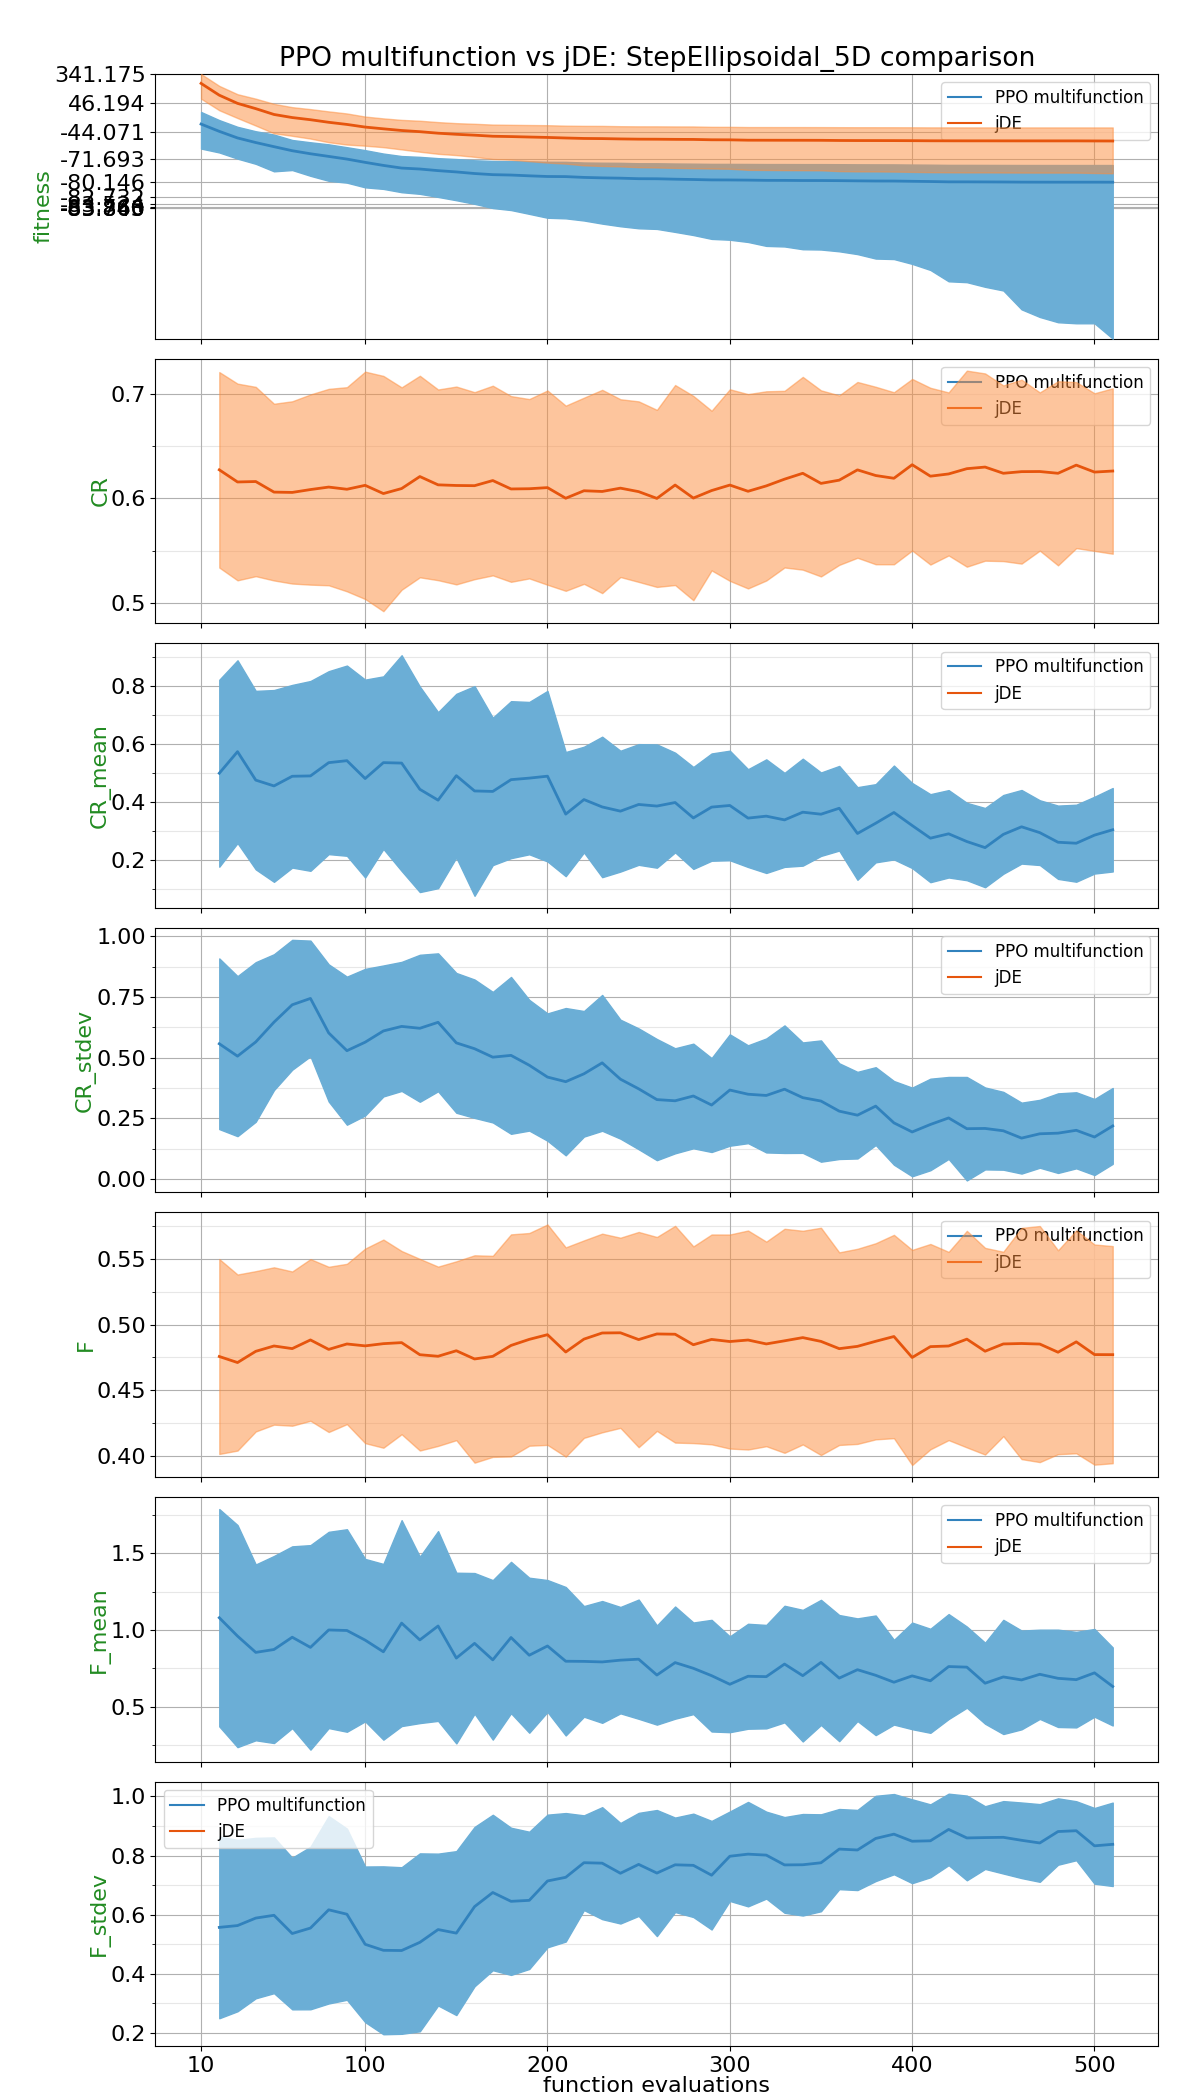 PPO multifunction vs jDE: StepEllipsoidal_5D comparison
341.175
46.194
-44.071
-71.693
-80.146
fitness
PPO multifunction
jDE
0.7
0.6
0.5
CR
PPO multifunction
jDE
0.8
0.6
0.4
0.2
CR_mean
PPO multifunction
jDE
1.00
0.75
0.50
0.25
0.00
CR_stdev
PPO multifunction
jDE
0.55
0.50
0.45
0.40
F
PPO multifunction
jDE
1.5
1.0
0.5
F_mean
PPO multifunction
jDE
1.0
0.8
0.6
0.4
0.2
F_stdev
PPO multifunction
jDE
10 100 200 300 400 500
function evaluations